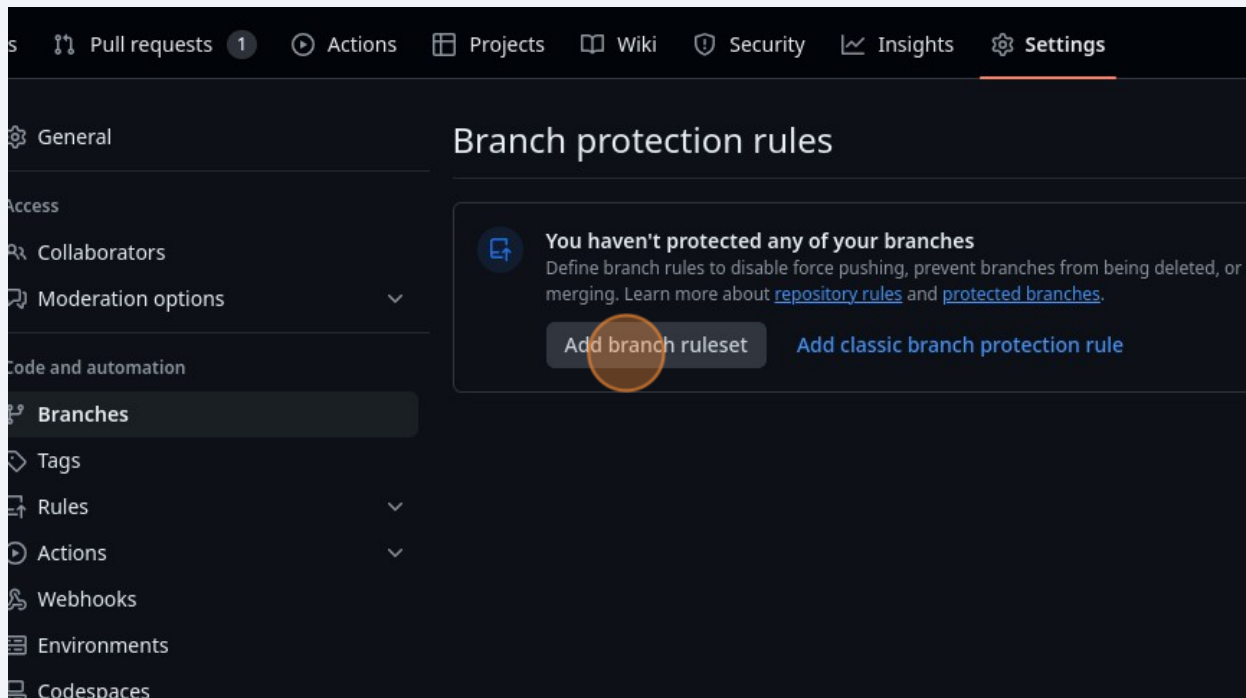 s Pull requests 1 Actions Projects Wiki Security Insights Settings
General
Access
Collaborators
Moderation options
Code and automation
Branches
Tags
Rules
Actions
Webhooks
Environments
Codespaces
Branch protection rules
You haven't protected any of your branches
Define branch rules to disable force pushing, prevent branches from being deleted, or
merging. Learn more about repository rules and protected branches.
Add branch ruleset Add classic branch protection rule